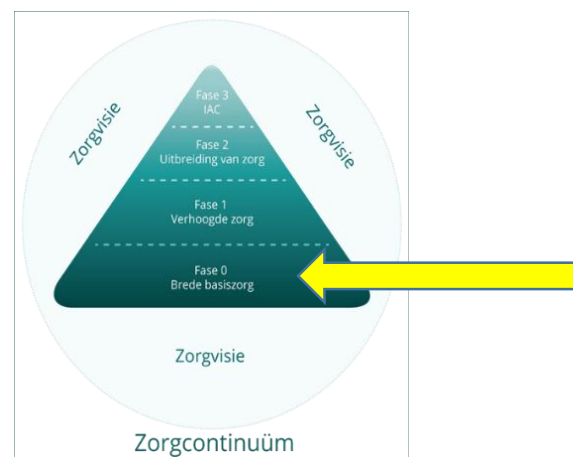 Fase 3
IAC
Zorgvisie
Zorgvisie
Fase 2
Uitbreiding van zorg
Fase 1
Verhoogde zorg
Fase 0
Brede basiszorg
Zorgvisie
Zorgcontinuüm